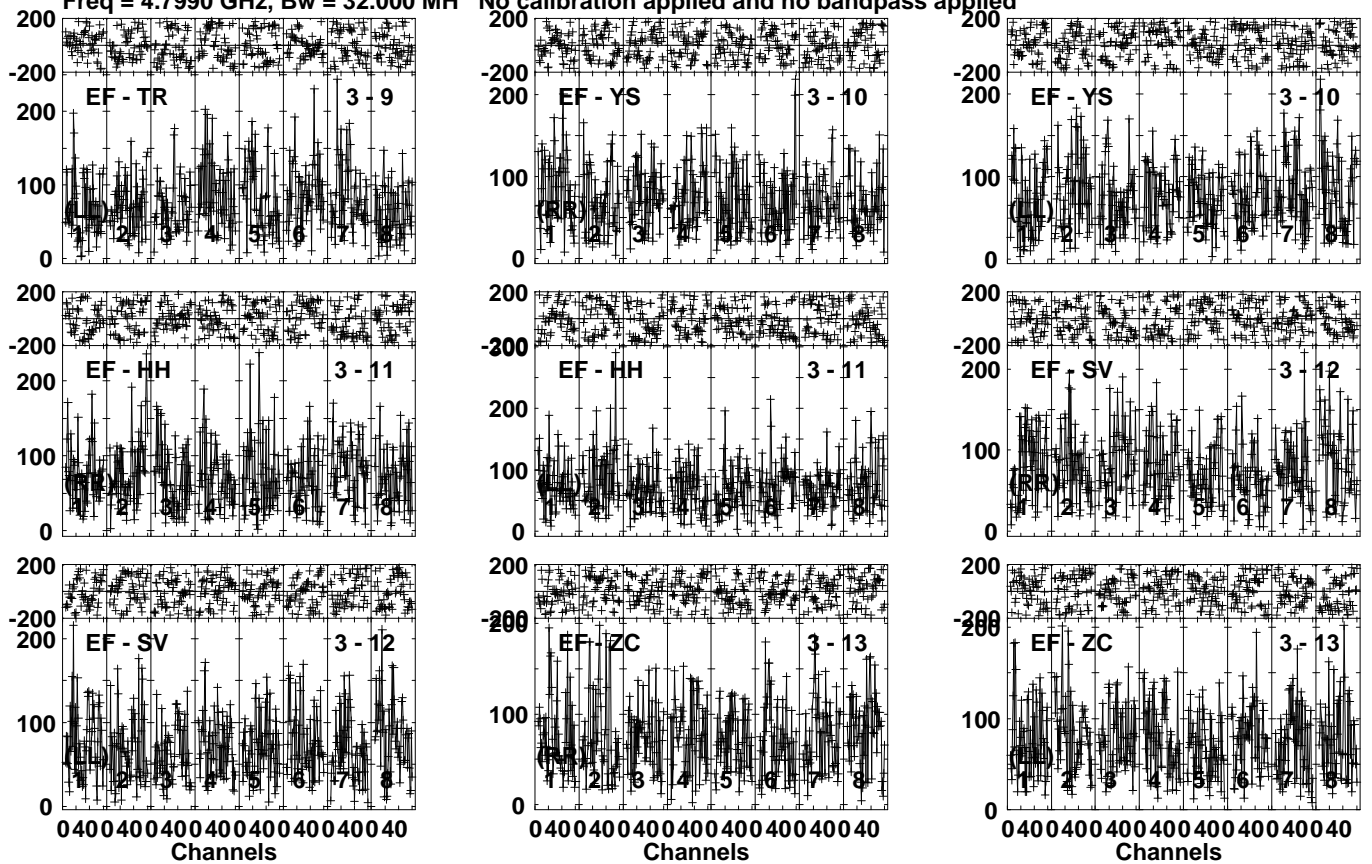 Freq = 4.7990 GHz, Bw = 32.000 MH No calibration applied and no bandpass applied
200 200 200
-200 -200 -200
EF - TR 3 - 9 EF - YS 3 - 10 EF - YS 3 - 10
200 200 200
100 100 100
(LL) (RR) (LL)
1 2 3 4 5 6 7 8 1 2 3 4 5 6 7 8 1 2 3 4 5 6 7 8
0 0 0
200 200 200
-200 -200 -200
300
EF - HH 3 - 11 EF - HH 3 - 11 EF - SV 3 - 12
200 200 200
100 100 100
(RR) (LL) (RR)
1 2 3 4 5 6 7 8 1 2 3 4 5 6 7 8 1 2 3 4 5 6 7 8
0 0 0
200 200 200
-200 -200 -200
200 200
EF - SV 3 - 12 EF - ZC 3 - 13 EF - ZC 3 - 13
200
100 100 100
(LL) (RR) (LL)
1 2 3 4 5 6 7 8 1 2 3 4 5 6 7 8 1 2 3 4 5 6 7 8
0 0 0
0 40 0 40 0 40 0 40 0 40 0 40 0 40 0 40 0 40 0 40 0 40 0 40 0 40 0 40 0 40 0 40 0 40 0 40 0 40 0 40 0 40 0 40 0 40 0 40
Channels Channels Channels